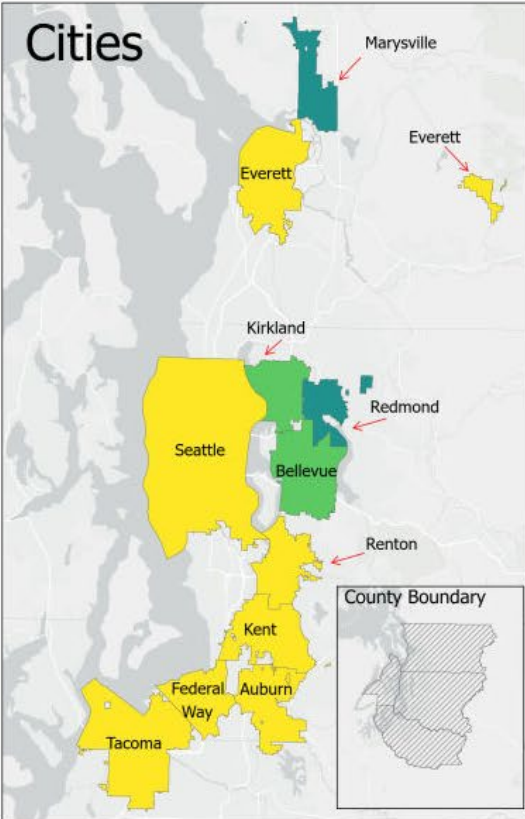 Cities
Marysville
Everett
Everett
Kirkland
Redmond
Seattle
Bellevue
Renton
County Boundary
Kent
Federal
Way
Auburn
Tacoma